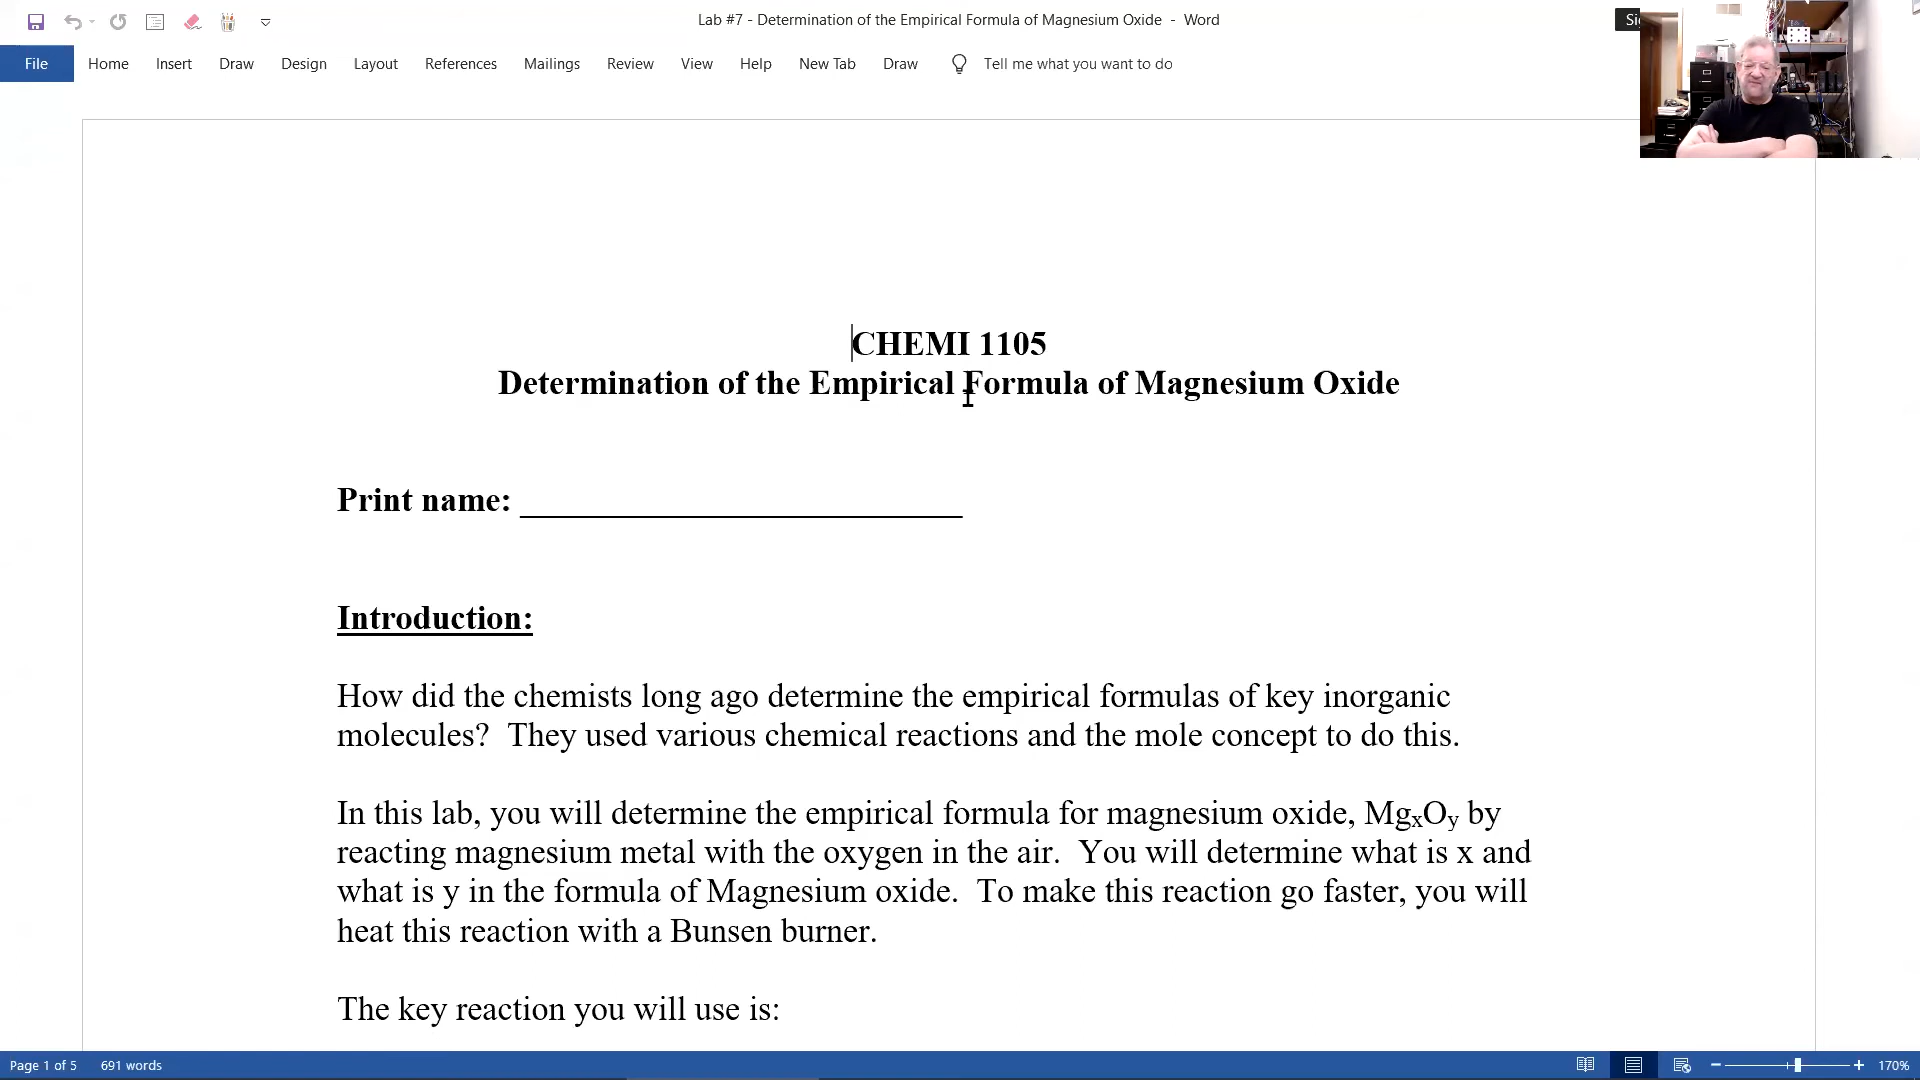 Lab #7 - Determination of the Empirical Formula of Magnesium Oxide - Word
File Home Insert Draw Design Layout References Mailings Review View Help New Tab Draw Tell me what you want to do
CHEMI 1105
Determination of the Empirical Formula of Magnesium Oxide
Print name: __________________________
Introduction:
How did the chemists long ago determine the empirical formulas of key inorganic
molecules? They used various chemical reactions and the mole concept to do this.
In this lab, you will determine the empirical formula for magnesium oxide, MgxOy by
reacting magnesium metal with the oxygen in the air. You will determine what is x and
what is y in the formula of Magnesium oxide. To make this reaction go faster, you will
heat this reaction with a Bunsen burner.
The key reaction you will use is:
Page 1 of 5 691 words 170%